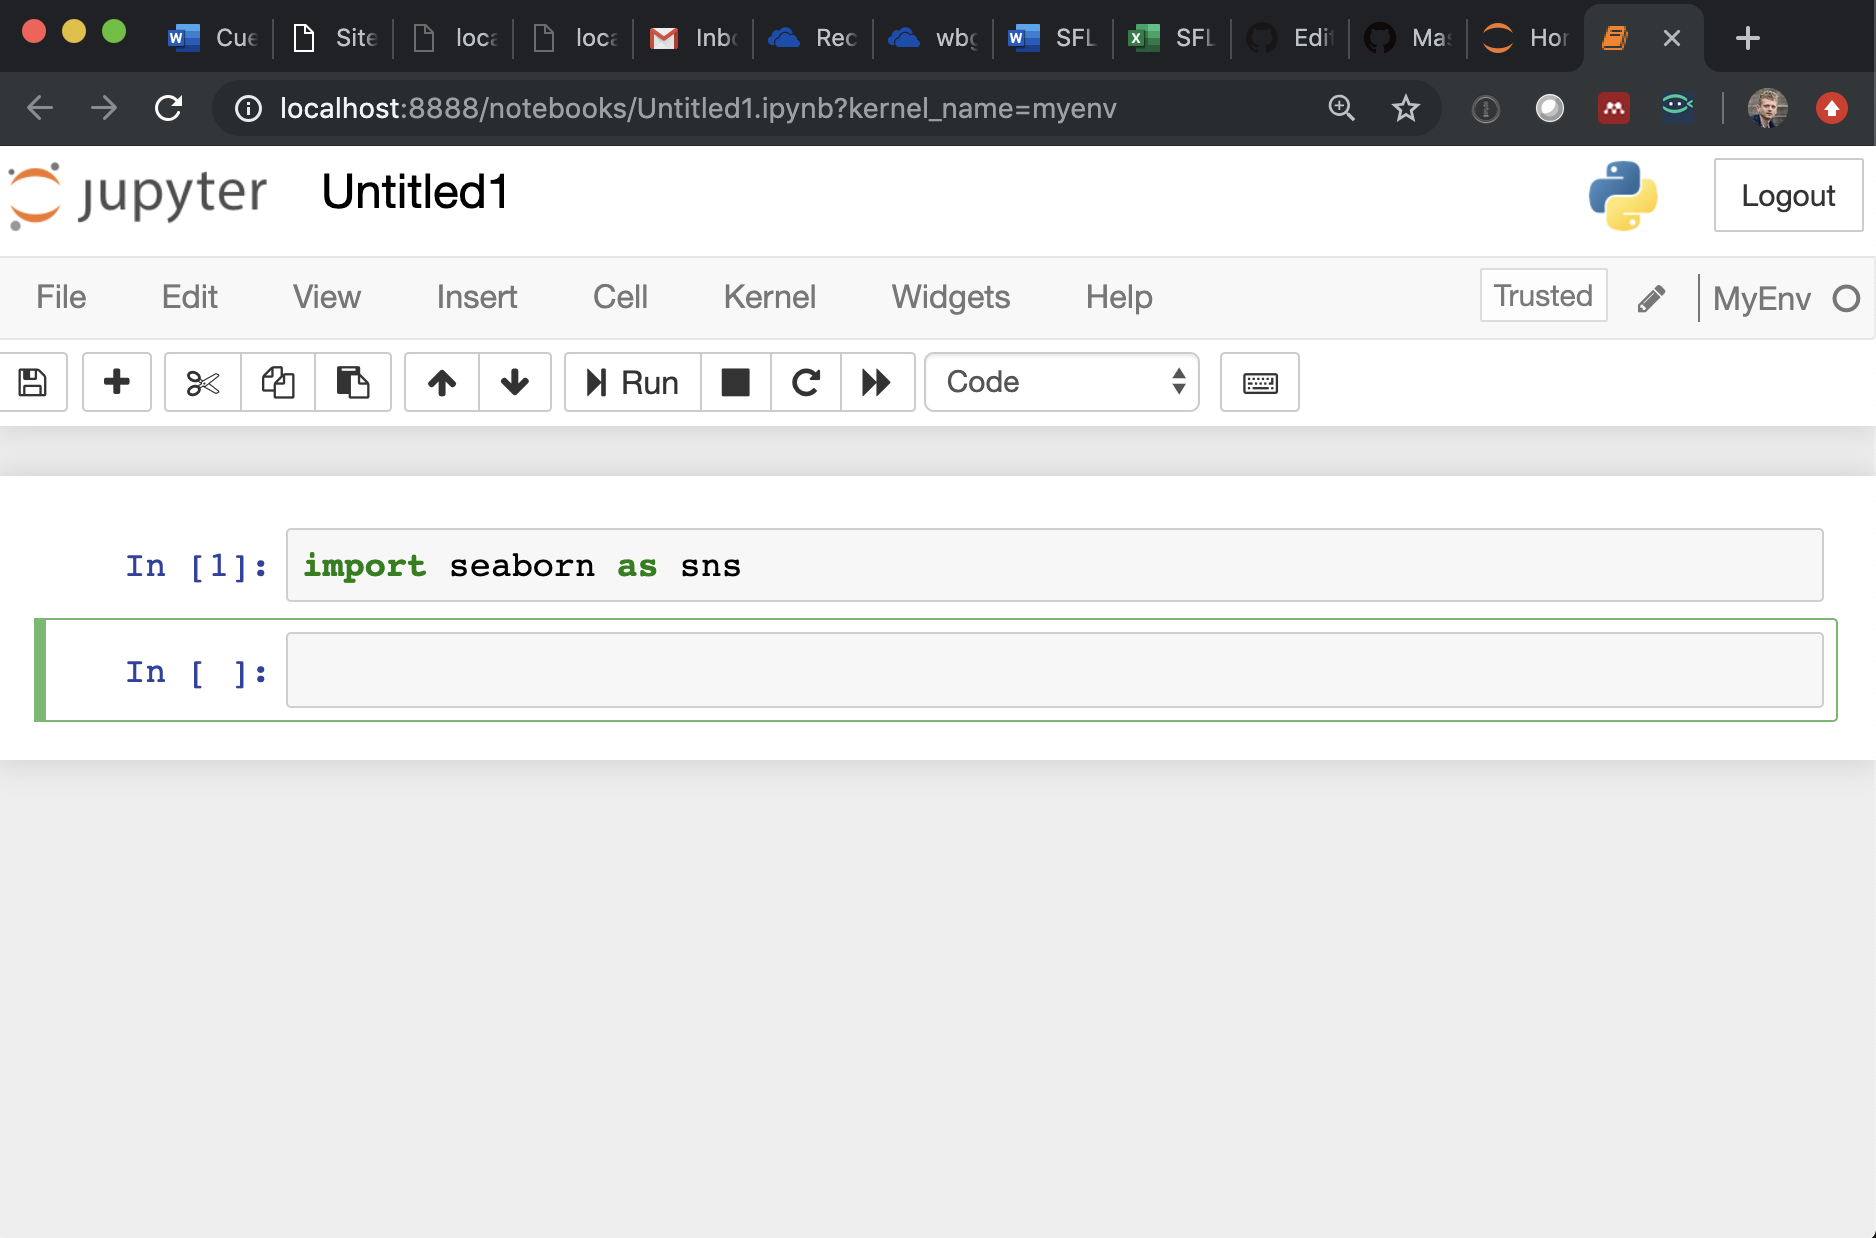 Cue Site loca loca Inbo Rec wbg SFL SFL Edit Mas Hor
localhost:8888/notebooks/Untitled1.ipynb?kernel_name=myenv
jupyter Untitled1 Logout
File Edit View Insert Cell Kernel Widgets Help Trusted MyEnv
Run Code
In [1]: import seaborn as sns
In [ ]: